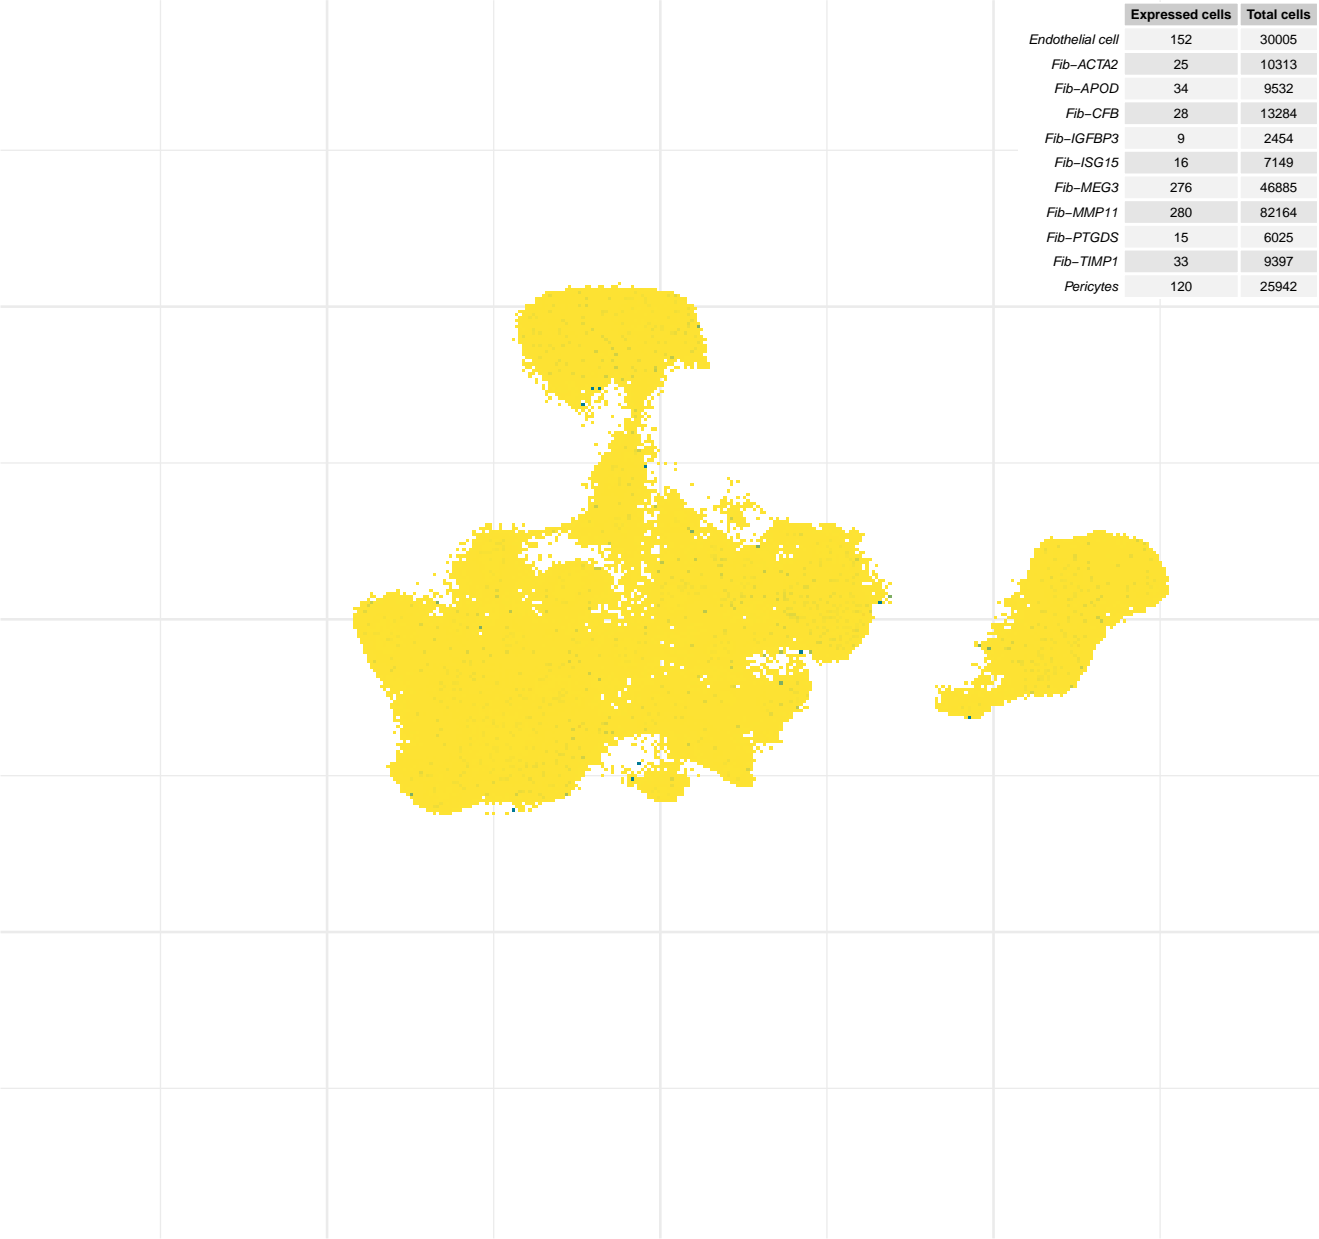 Expressed cells Total cells
Endothelial cell 152 30005
Fib−ACTA2 25 10313
Fib−APOD 34 9532
Fib−CFB 28 13284
Fib−IGFBP3 9 2454
Fib−ISG15 16 7149
Fib−MEG3 276 46885
Fib−MMP11 280 82164
Fib−PTGDS 15 6025
Fib−TIMP1 33 9397
Pericytes 120 25942